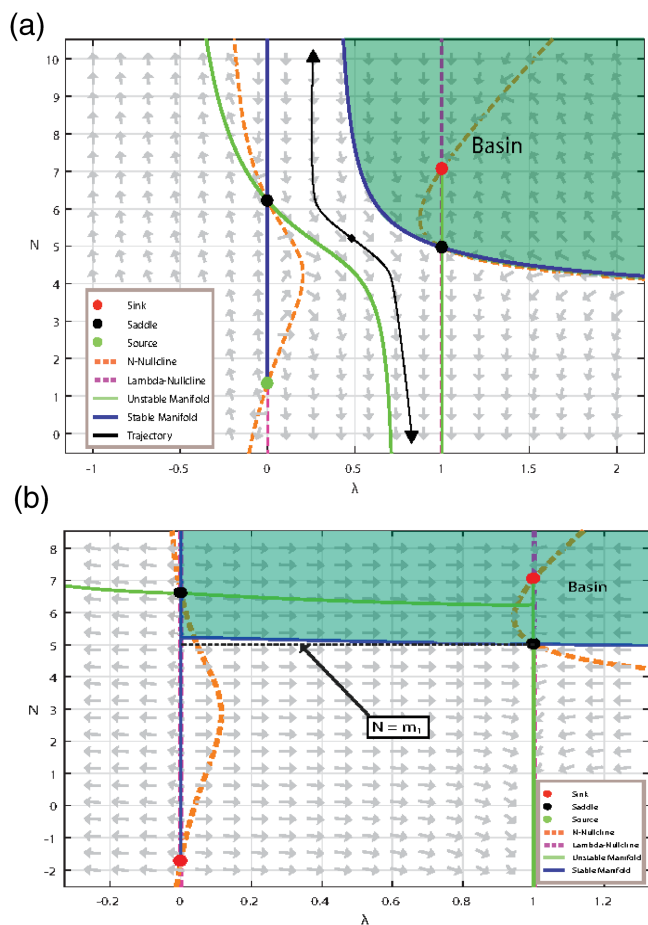 (a)
10
9
8
7
6
5
4
3
2
1
0
N
Basin
Sink
Saddle
Source
N-Nullcline
Lambda-Nullcline
Unstable Manifold
Stable Manifold
Trajectory
-1
-0.5
0
0.5
1
1.5
2
λ
(b)
8
7
6
5
4
3
2
1
0
-1
-2
N
Basin
N = m₁
Sink
Saddle
Source
N-Nullcline
Lambda-Nullcline
Unstable Manifold
Stable Manifold
-0.2
0
0.2
0.4
0.6
0.8
1
1.2
λ